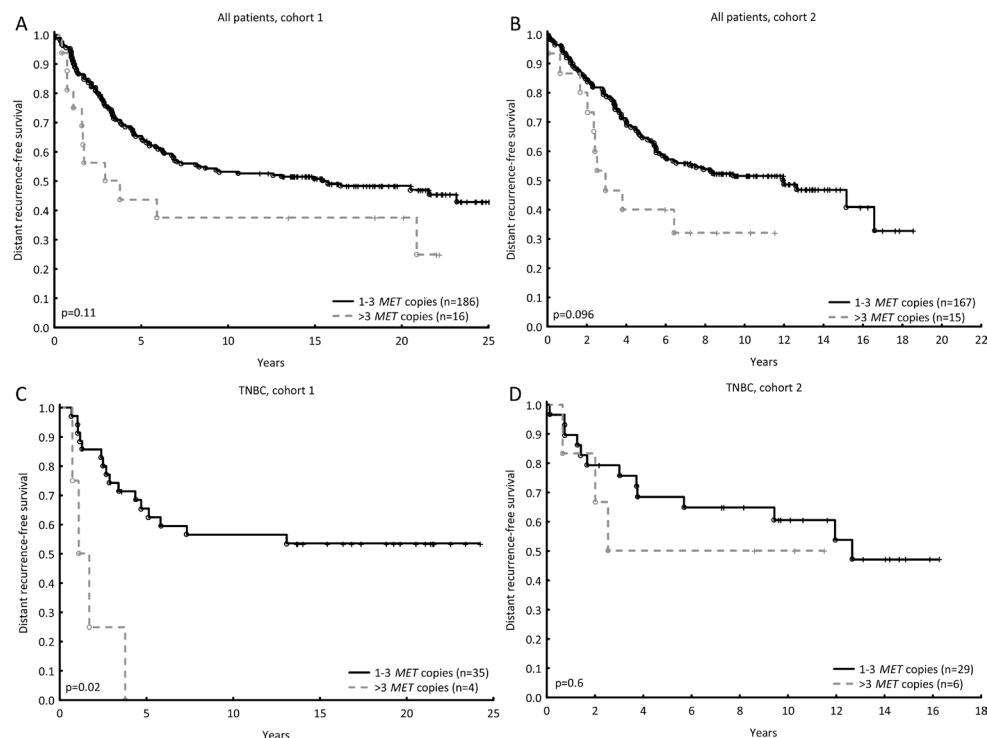 A
All patients, cohort 1
Distant recurrence-free survival
1.0
0.9
0.8
0.7
0.6
0.5
0.4
0.3
0.2
0.1
0.0
1-3 MET copies (n=186)
>3 MET copies (n=16)
p=0.11
0 5 10 15 20 25
Years
B
All patients, cohort 2
Distant recurrence-free survival
1.0
0.9
0.8
0.7
0.6
0.5
0.4
0.3
0.2
0.1
0.0
1-3 MET copies (n=167)
>3 MET copies (n=15)
p=0.096
0 2 4 6 8 10 12 14 16 18 20 22
Years
C
TNBC, cohort 1
Distant recurrence-free survival
1.0
0.9
0.8
0.7
0.6
0.5
0.4
0.3
0.2
0.1
0.0
1-3 MET copies (n=35)
>3 MET copies (n=4)
p=0.02
0 5 10 15 20 25
Years
D
TNBC, cohort 2
Distant recurrence-free survival
1.0
0.9
0.8
0.7
0.6
0.5
0.4
0.3
0.2
0.1
0.0
1-3 MET copies (n=29)
>3 MET copies (n=6)
p=0.6
0 2 4 6 8 10 12 14 16 18
Years